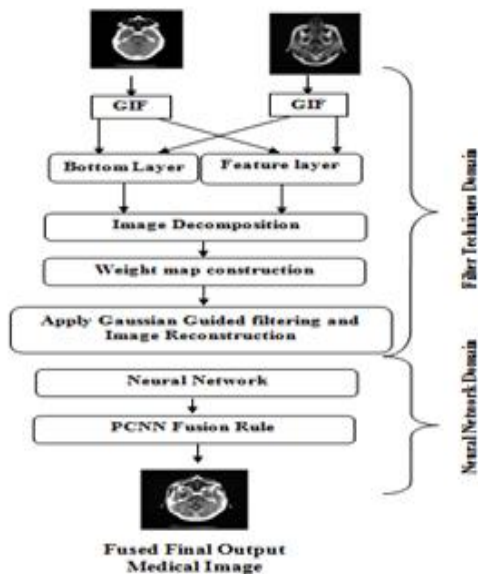 GIF
GIF
Bottom Layer
Feature layer
Image Decomposition
Weight map construction
Apply Gaussian Guided filtering and
Image Reconstruction
Filter Techniques Domain
Neural Network
PCNN Fusion Rule
Neural Network Domain
Fused Final Output
Medical Image